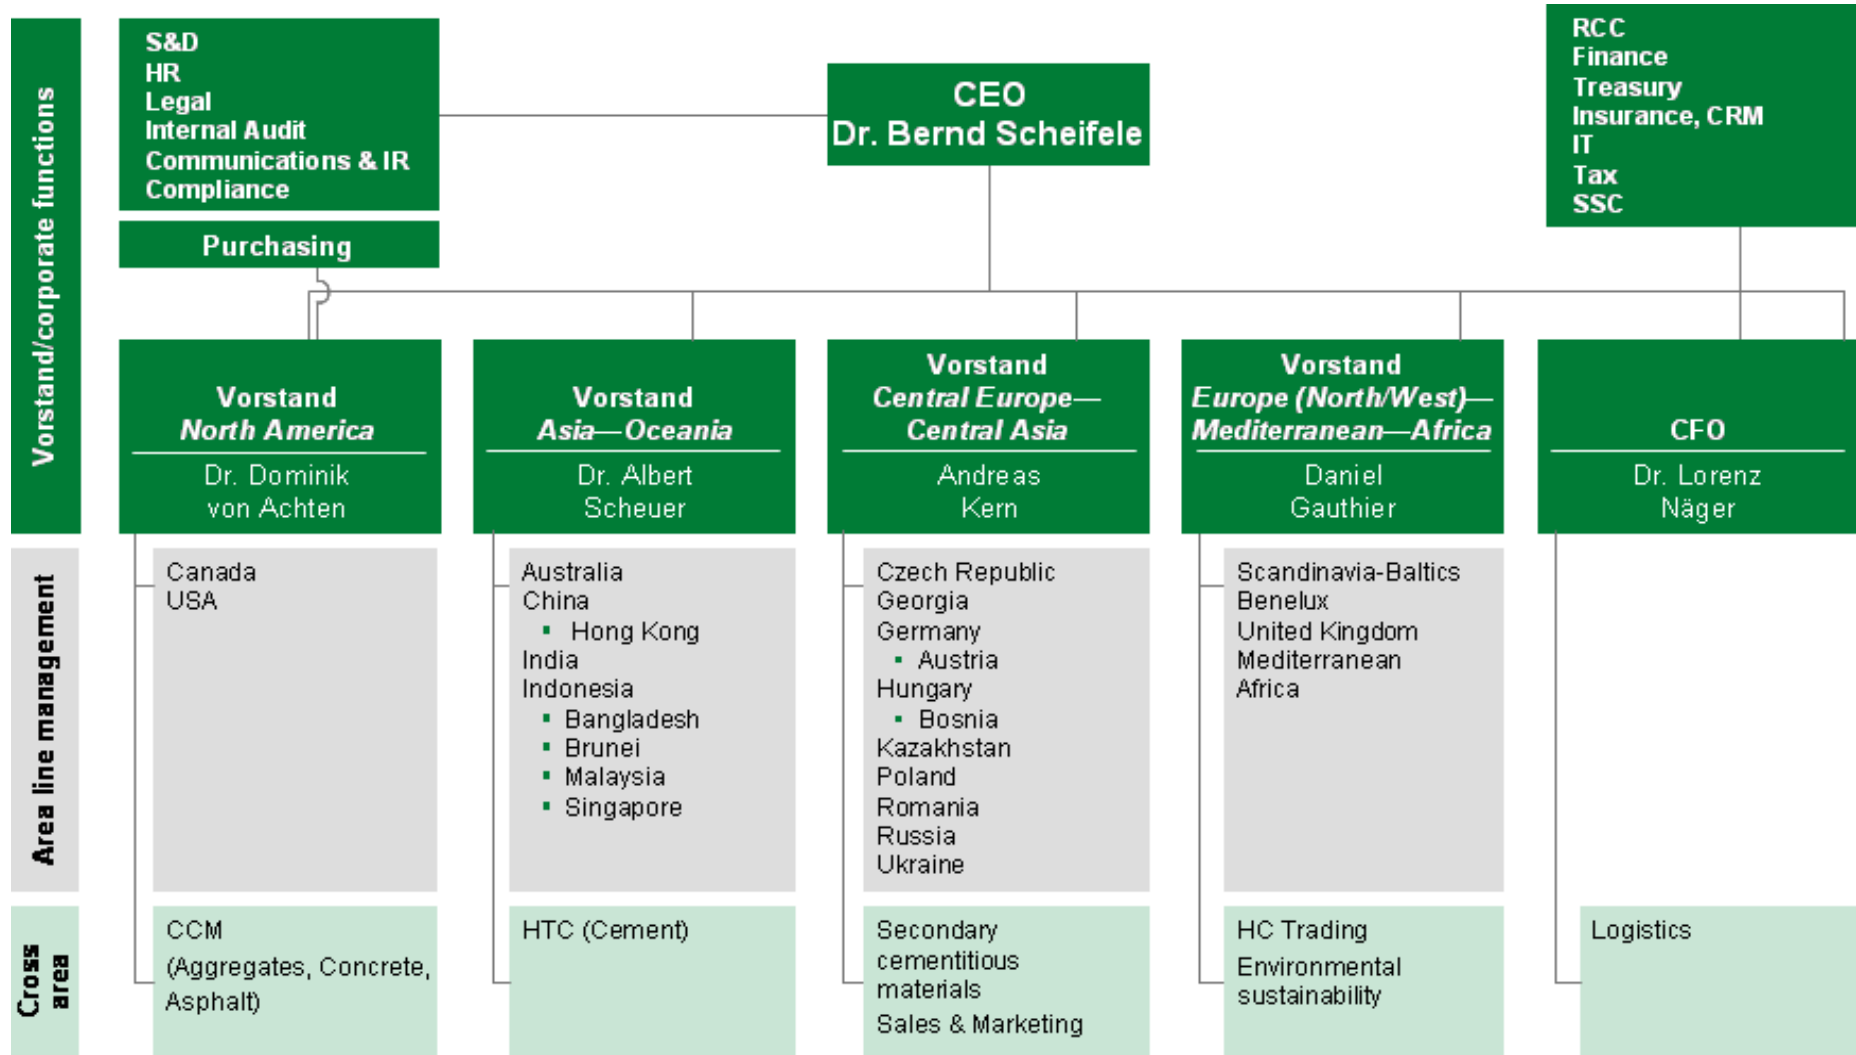 Vorstand/corporate functions
S&D
HR
Legal
Internal Audit
Communications & IR
Compliance
Purchasing
CEO
Dr. Bernd Scheifele
RCC
Finance
Treasury
Insurance, CRM
IT
Tax
SSC
Vorstand
North America
Dr. Dominik
von Achten
Vorstand
Asia—Oceania
Dr. Albert
Scheuer
Vorstand
Central Europe—
Central Asia
Andreas
Kern
Vorstand
Europe (North/West)—
Mediterranean—Africa
Daniel
Gauthier
CFO
Dr. Lorenz
Näger
Area line management
Canada
USA
Australia
China
▪ Hong Kong
India
Indonesia
▪ Bangladesh
▪ Brunei
▪ Malaysia
▪ Singapore
Czech Republic
Georgia
Germany
▪ Austria
Hungary
▪ Bosnia
Kazakhstan
Poland
Romania
Russia
Ukraine
Scandinavia-Baltics
Benelux
United Kingdom
Mediterranean
Africa
Cross
area
CCM
(Aggregates, Concrete,
Asphalt)
HTC (Cement)
Secondary
cementitious
materials
Sales & Marketing
HC Trading
Environmental
sustainability
Logistics